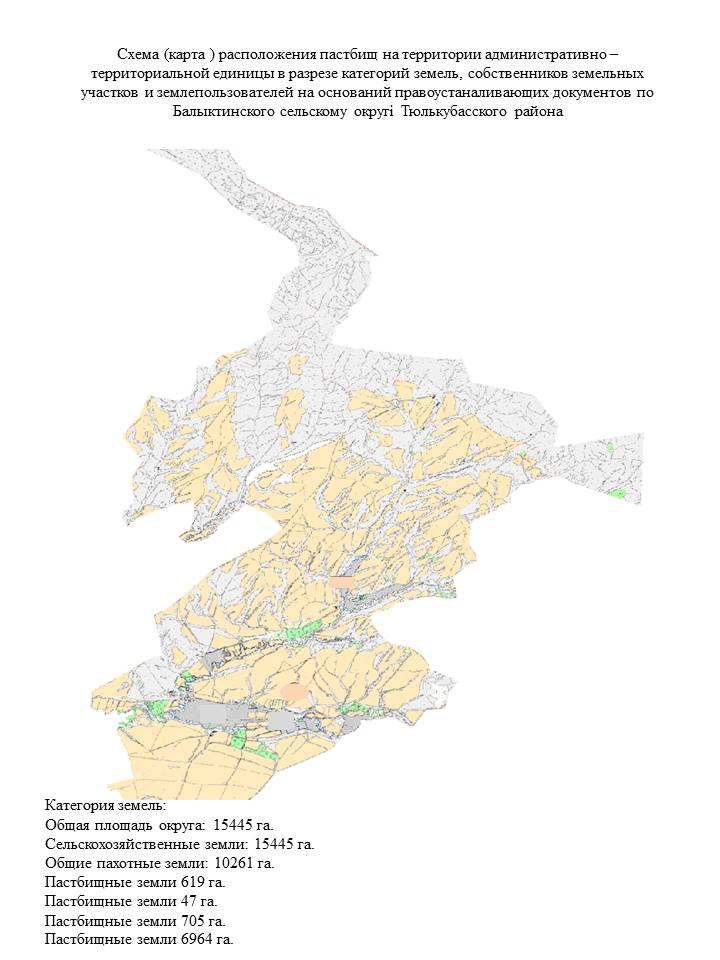 Схема (карта ) расположения пастбищ на территории административно –
территориальной единицы в разрезе категорий земель, собственников земельных
участков и землепользователей на оснований правоустаналивающих документов по
Балыктинского сельскому округі Тюлькубасского района
Категория земель:
Общая площадь округа: 15445 га.
Сельскохозяйственные земли: 15445 га.
Общие пахотные земли: 10261 га.
Пастбищные земли 619 га.
Пастбищные земли 47 га.
Пастбищные земли 705 га.
Пастбищные земли 6964 га.